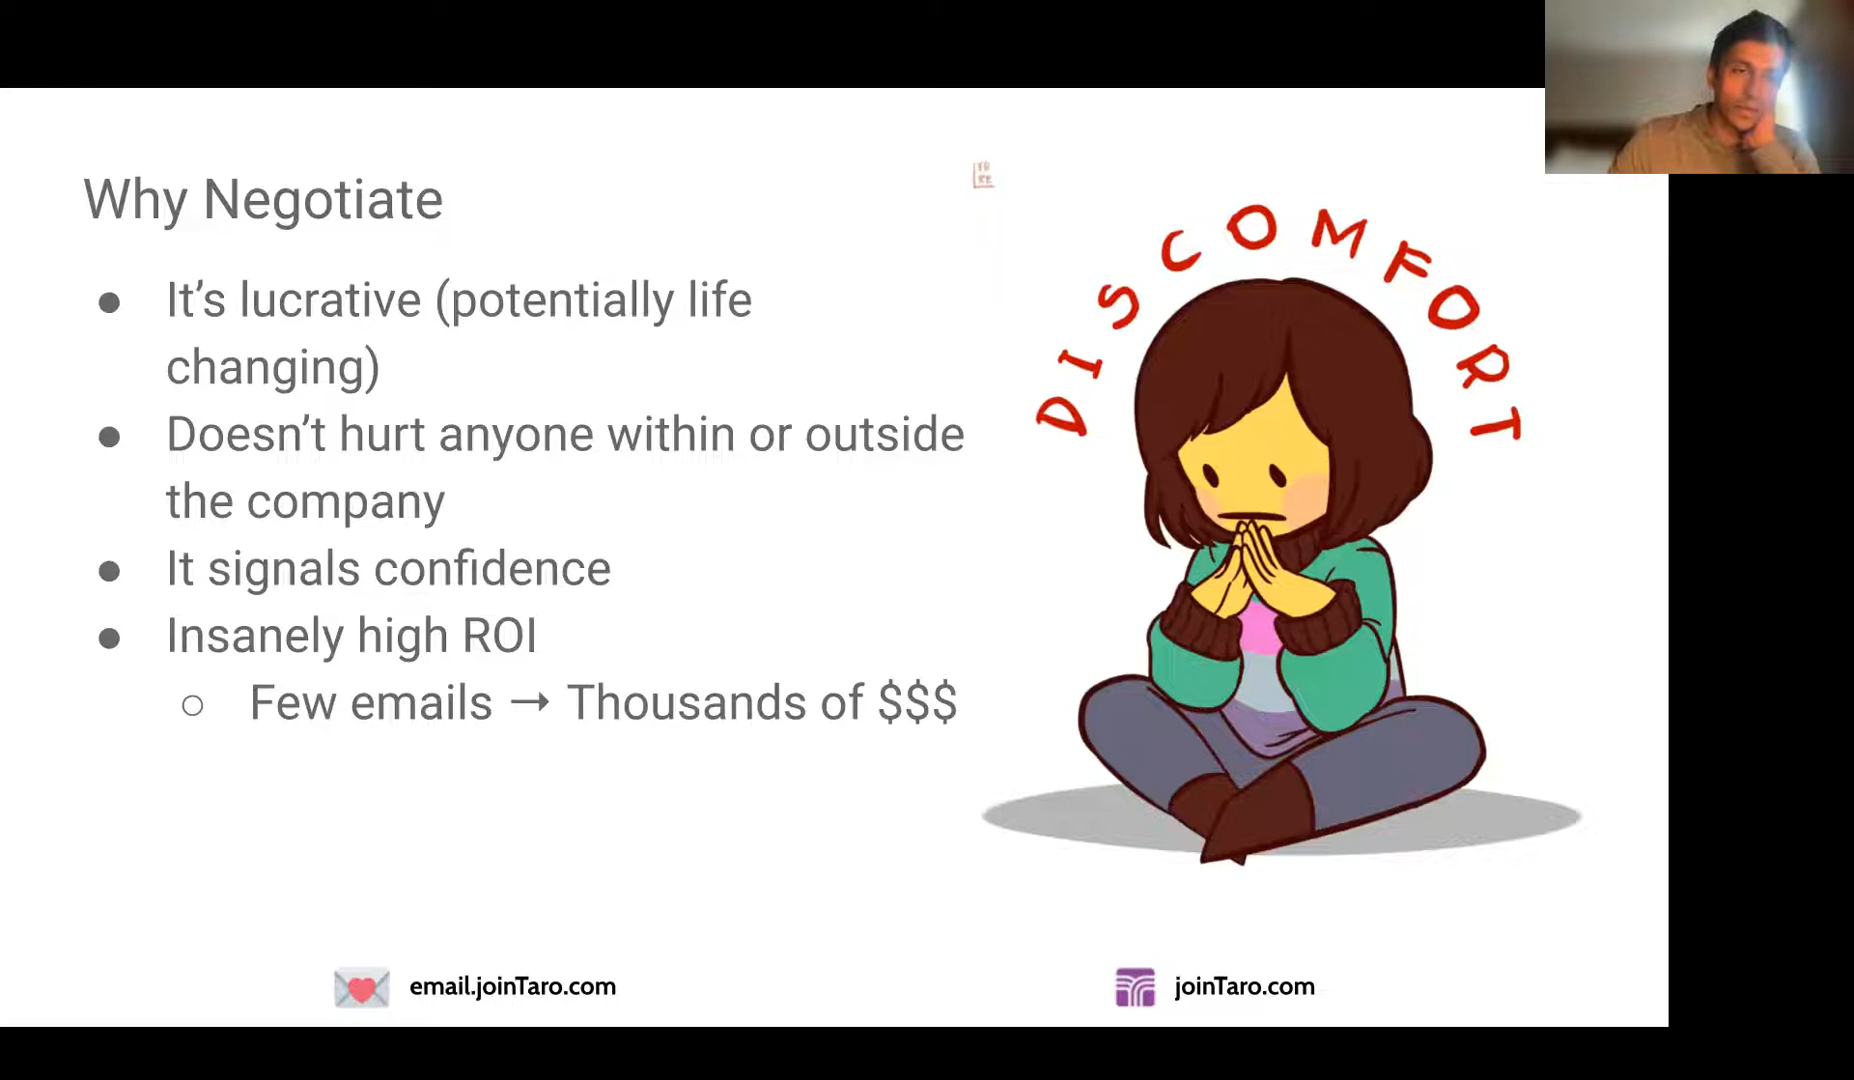 Why Negotiate
● It’s lucrative (potentially life
changing)
● Doesn’t hurt anyone within or outside
the company
● It signals confidence
● Insanely high ROI
○ Few emails → Thousands of $$$
DISCOMFORT
email.joinTaro.com
joinTaro.com